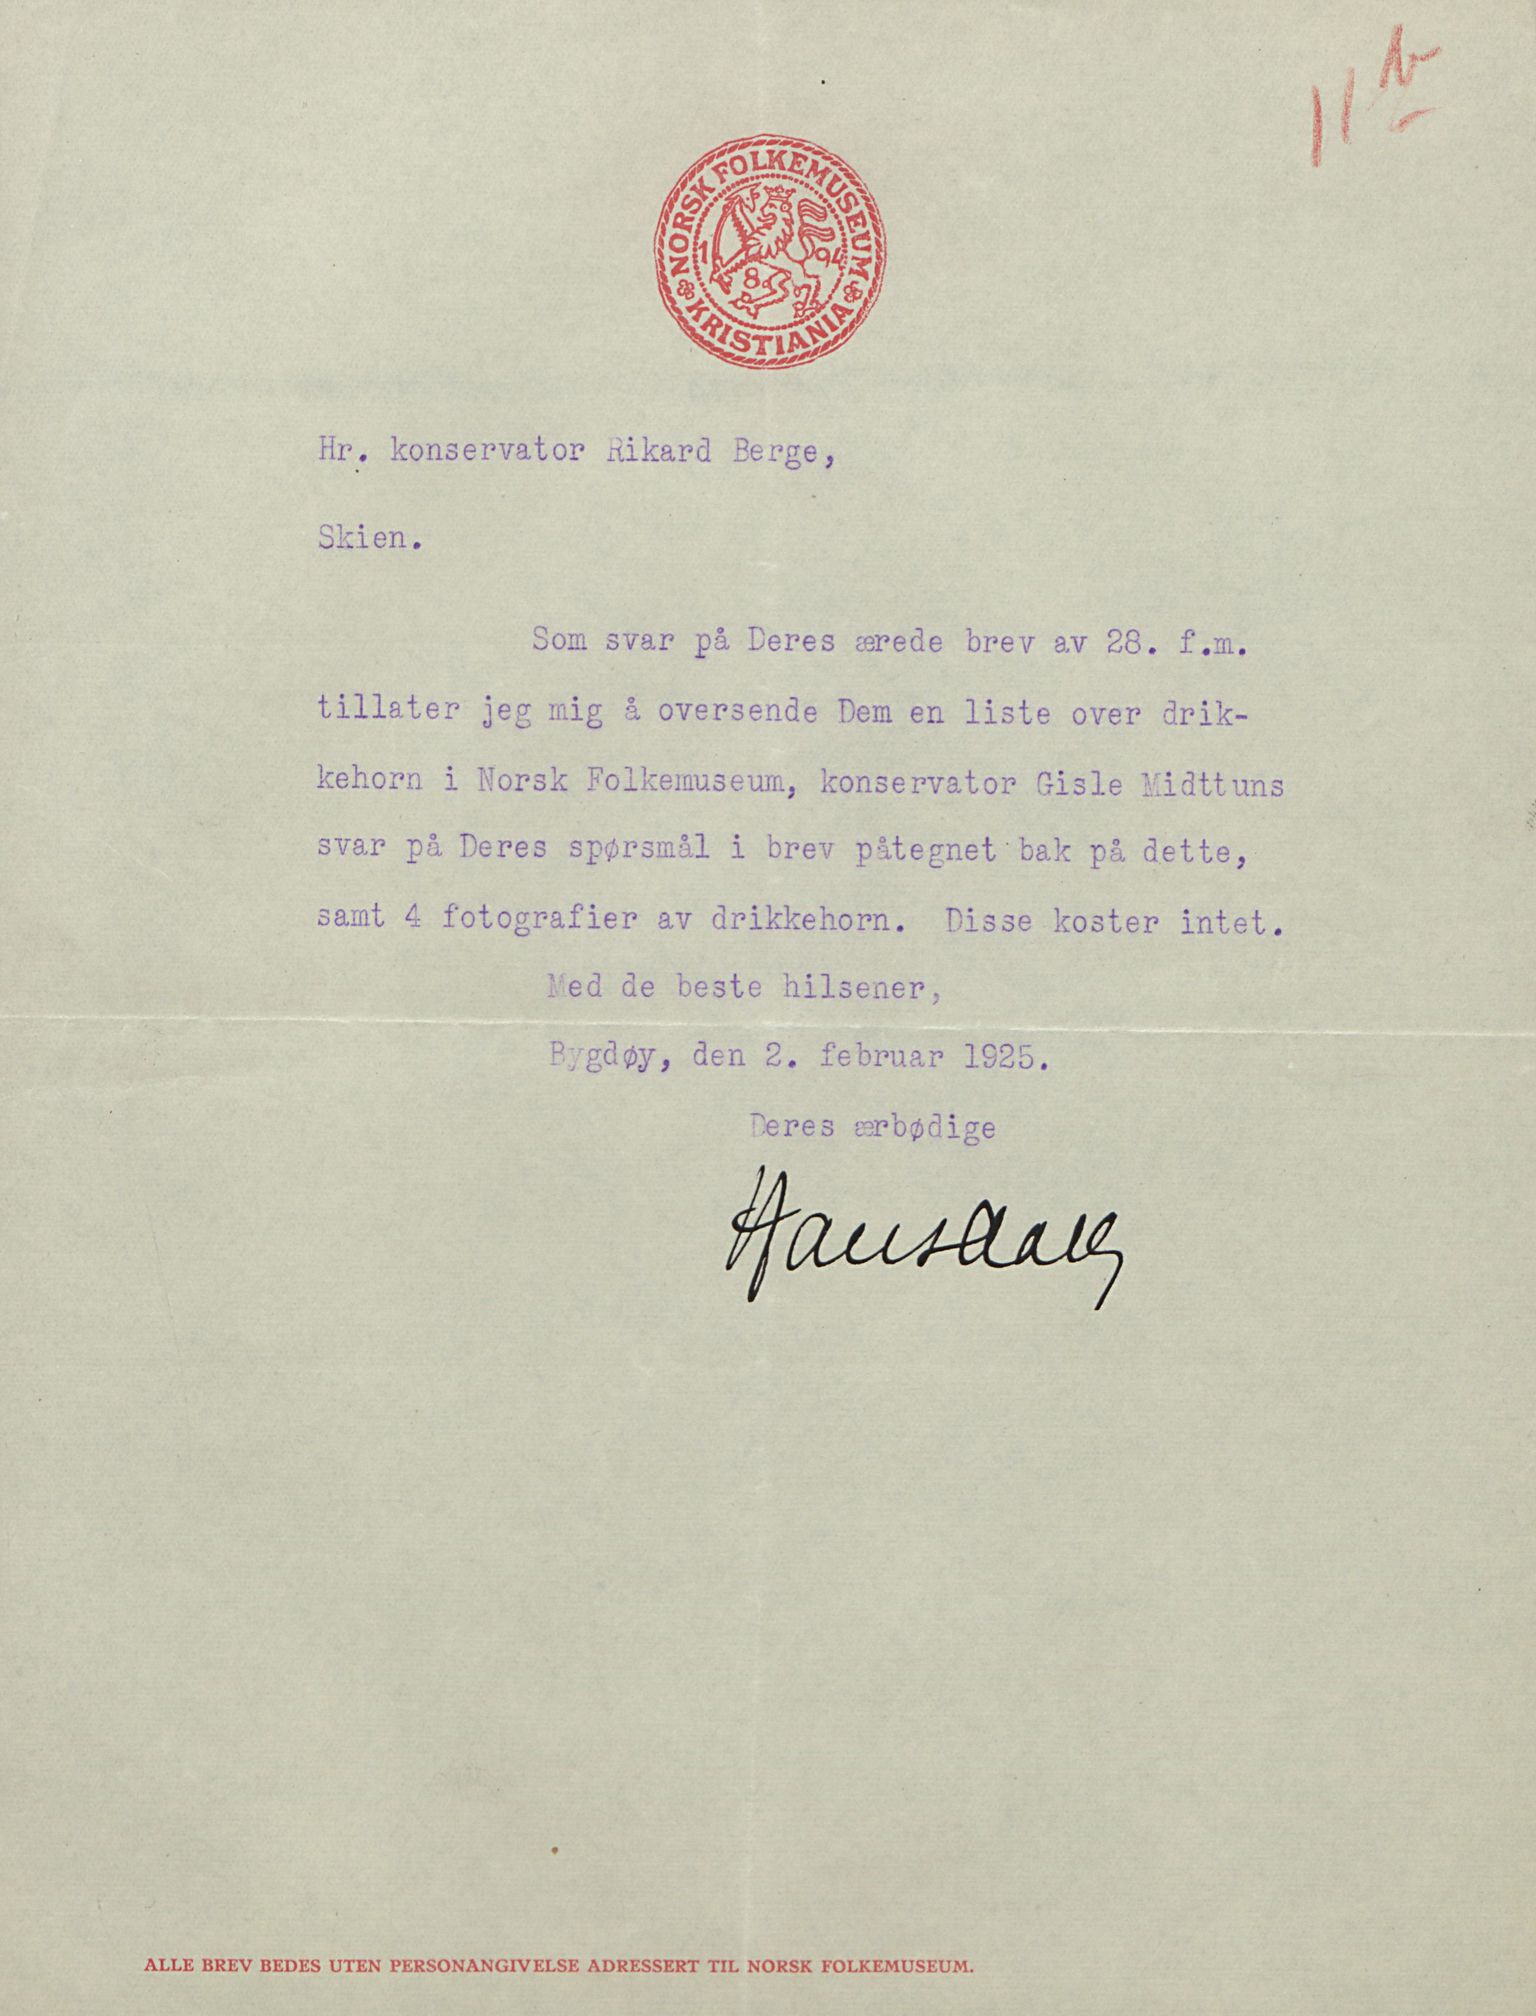 11 b
NORSK FOLKEMUSEUM
1894
KRISTIANIA
Hr. konservator Rikard Berge,
Skien.
Som svar på Deres ærede brev av 28. f.m.
tillater jeg mig å oversende Dem en liste over drik-
kehorn i Norsk Folkemuseum, konservator Gisle Midttuns
svar på Deres spørsmål i brev påtegnet bak på dette,
samt 4 fotografier av drikkehorn. Disse koster intet.
Med de beste hilsener,
Bygdøy, den 2. februar 1925.
Deres ærbødige
Hans Aall
ALLE BREV BEDES UTEN PERSONANGIVELSE ADRESSERT TIL NORSK FOLKEMUSEUM.